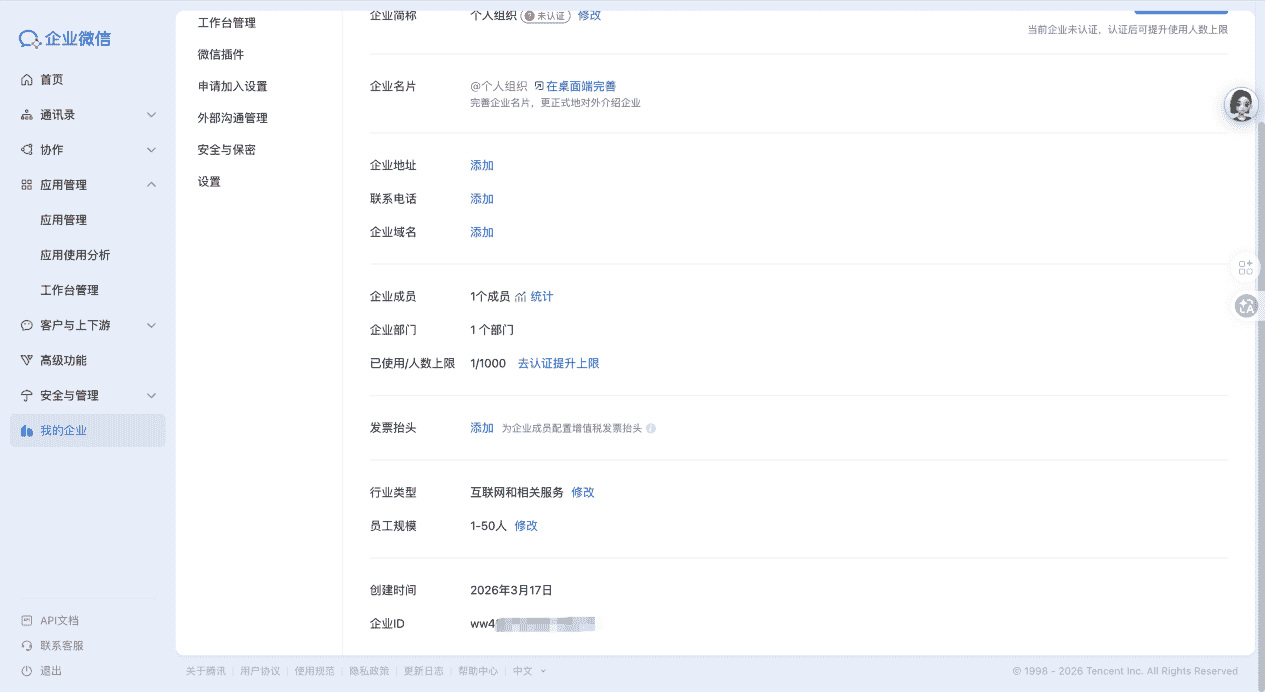 企业微信
首页
通讯录
协作
应用管理
应用管理
应用使用分析
工作台管理
客户与上下游
高级功能
安全与管理
我的企业
API文档
联系客服
退出
工作台管理
微信插件
申请加入设置
外部沟通管理
安全与保密
设置
企业简称 个人组织 未认证 修改
当前企业未认证，认证后可提升使用人数上限
企业名片 @个人组织 在桌面端完善
完善企业名片，更正式地对外介绍企业
企业地址 添加
联系电话 添加
企业域名 添加
企业成员 1个成员 统计
企业部门 1 个部门
已使用/人数上限 1/1000 去认证提升上限
发票抬头 添加 为企业成员配置增值税发票抬头
行业类型 互联网和相关服务 修改
员工规模 1-50人 修改
创建时间 2026年3月17日
企业ID ww4
关于腾讯 用户协议 使用规范 隐私政策 更新日志 帮助中心 中文
© 1998 - 2026 Tencent Inc. All Rights Reserved